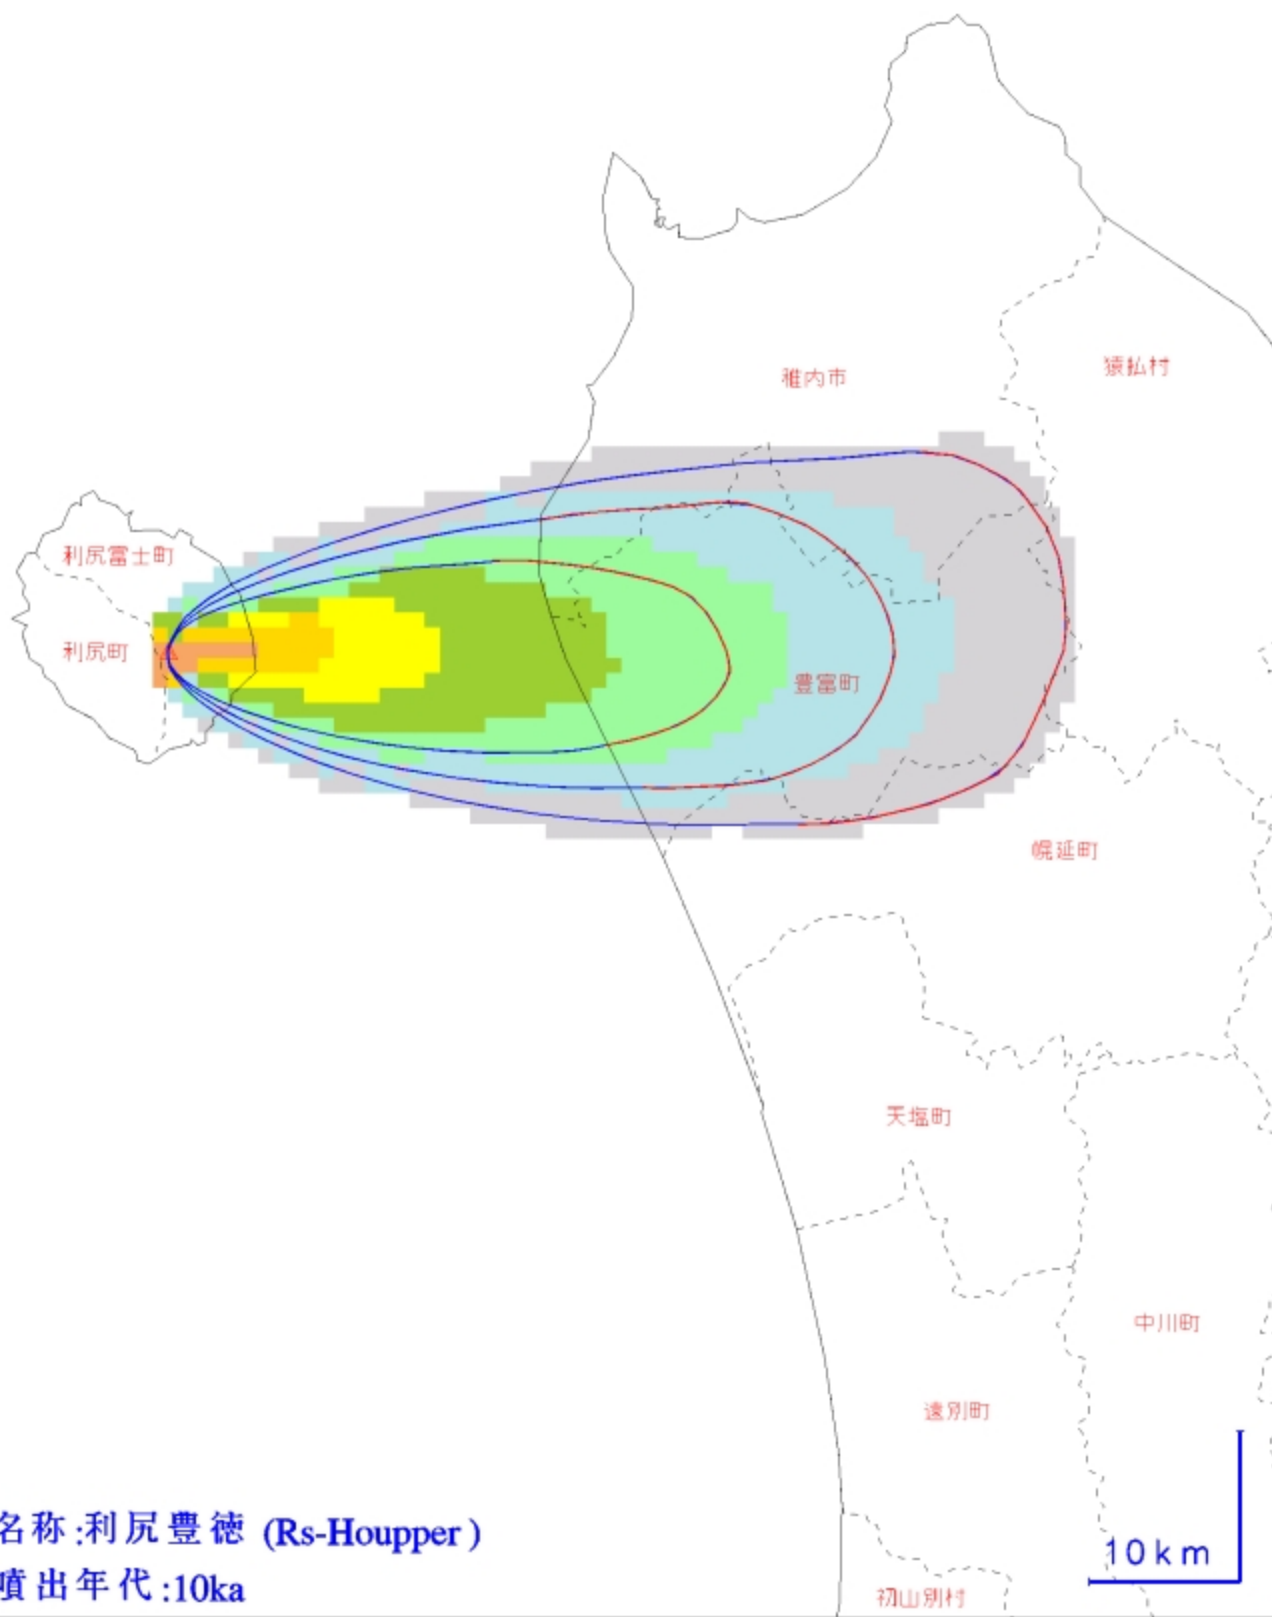 猿払村
稚内市
利尻富士町
利尻町
豊富町
幌延町
天塩町
中川町
遠別町
名称:利尻豊徳 (Rs-Houpper)
10km
噴出年代:10ka
初山別村